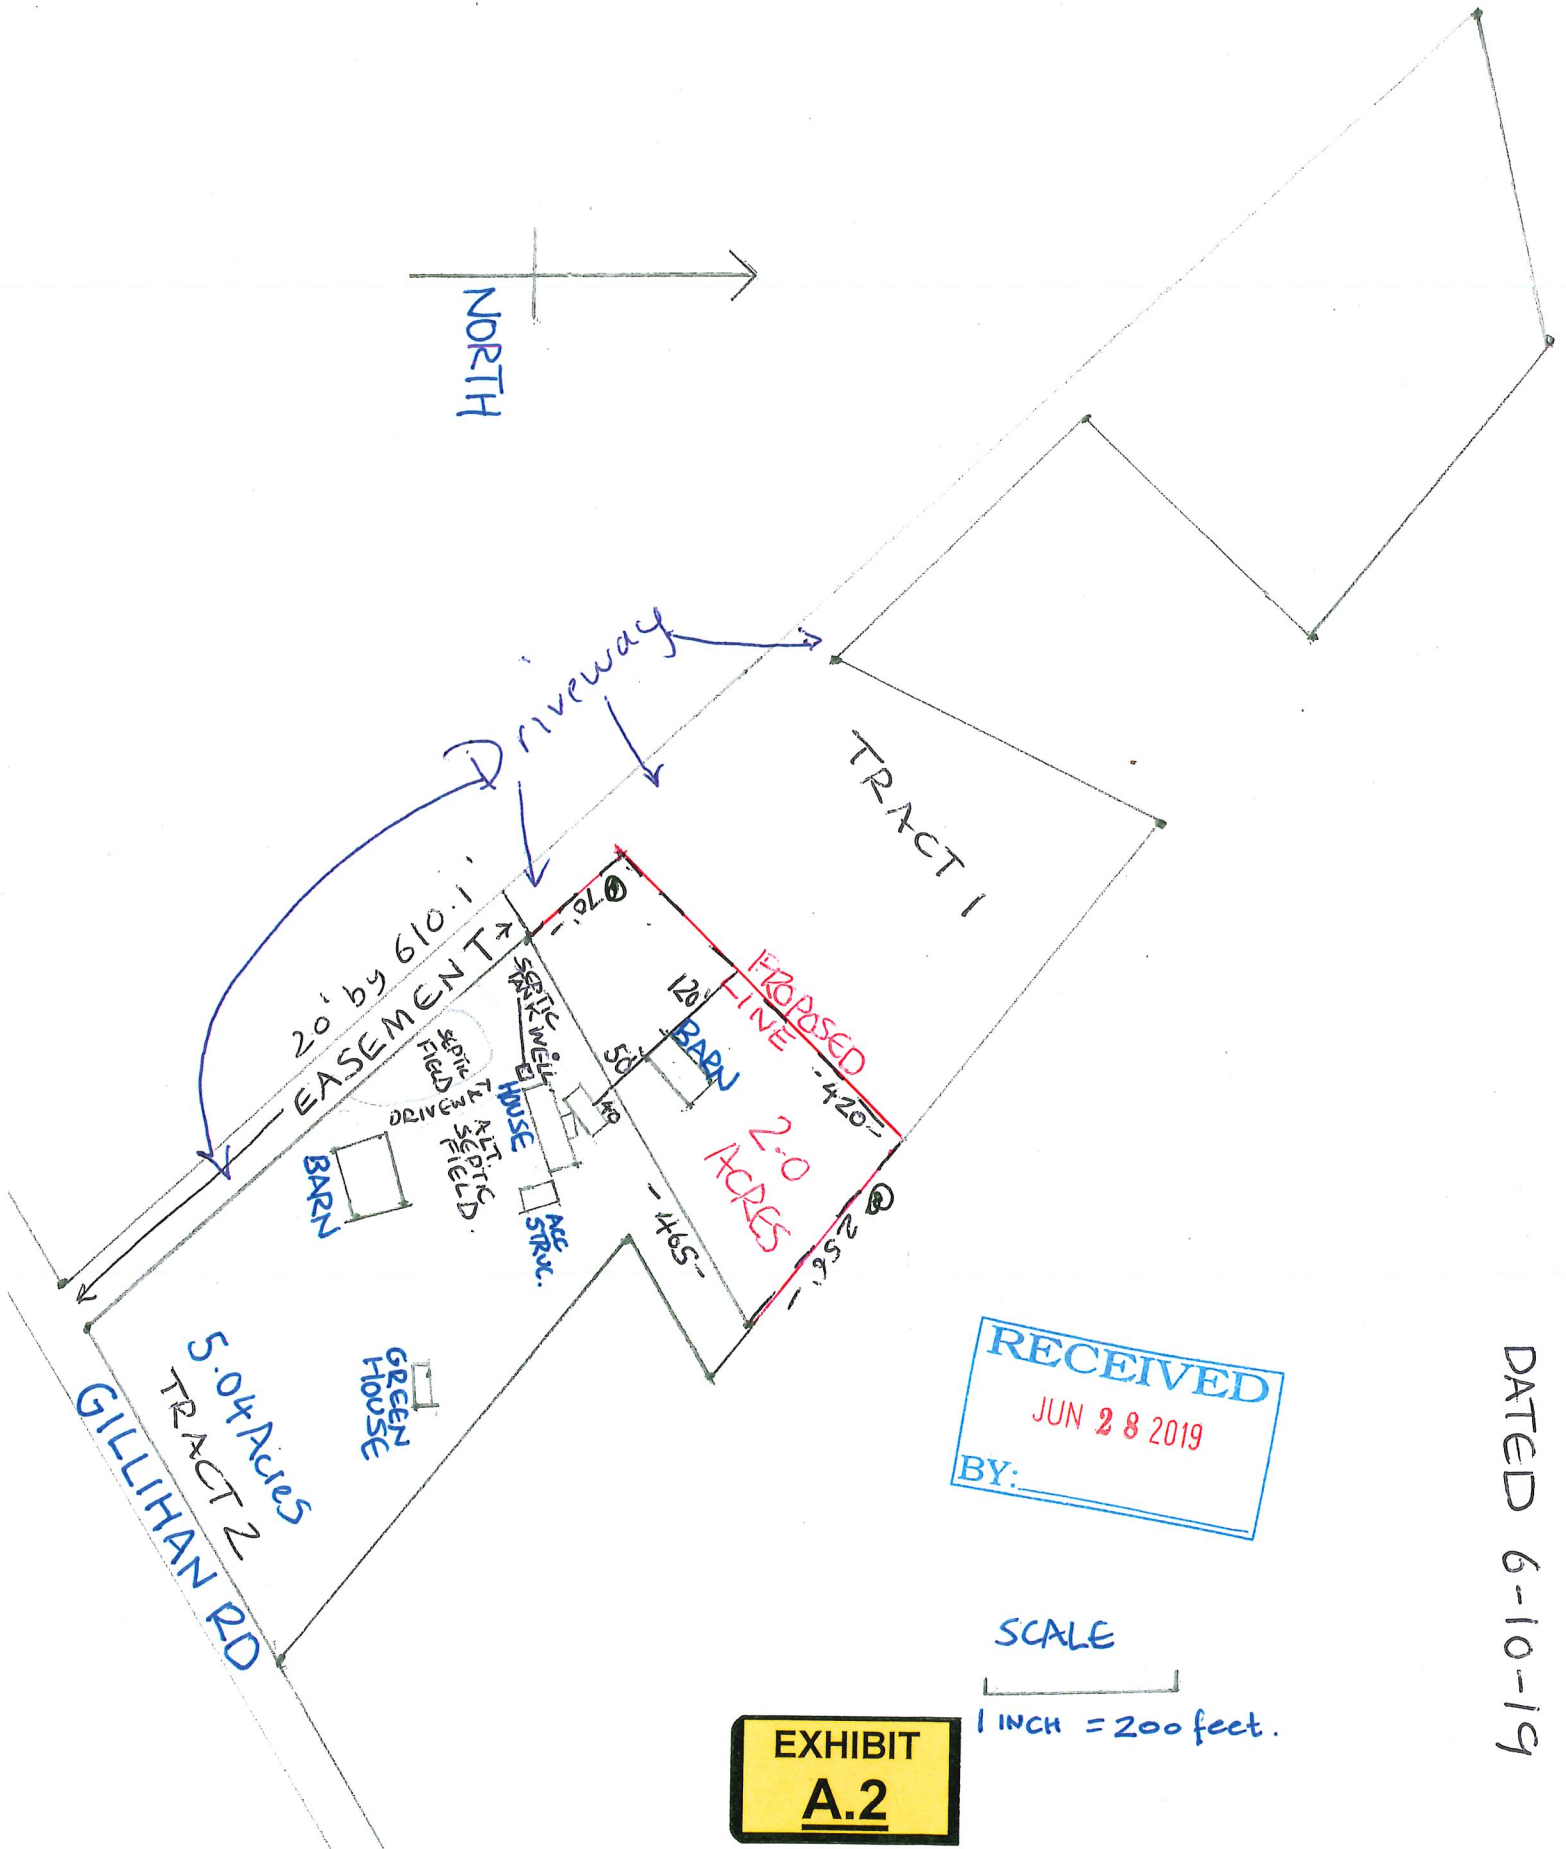 NORTH
Driveway
TRACT 1
20' by 610.1'
EASEMENT
@
70'
PROPOSED
LINE
120'
BARN
50'
40
-420-
2.0
ACRES
@ 256'
-465-
SEPTIC
TANK WELL
SEPTIC
FIELD
HOUSE
ALT.
SEPTIC
FIELD.
BARN
ACC
STRUC.
GREEN
HOUSE
5.04 Acres
TRACT 2
GILLIHAN RD
RECEIVED
JUN 28 2019
BY:
DATED 6-10-19
SCALE
1 INCH = 200 feet.
EXHIBIT
A.2